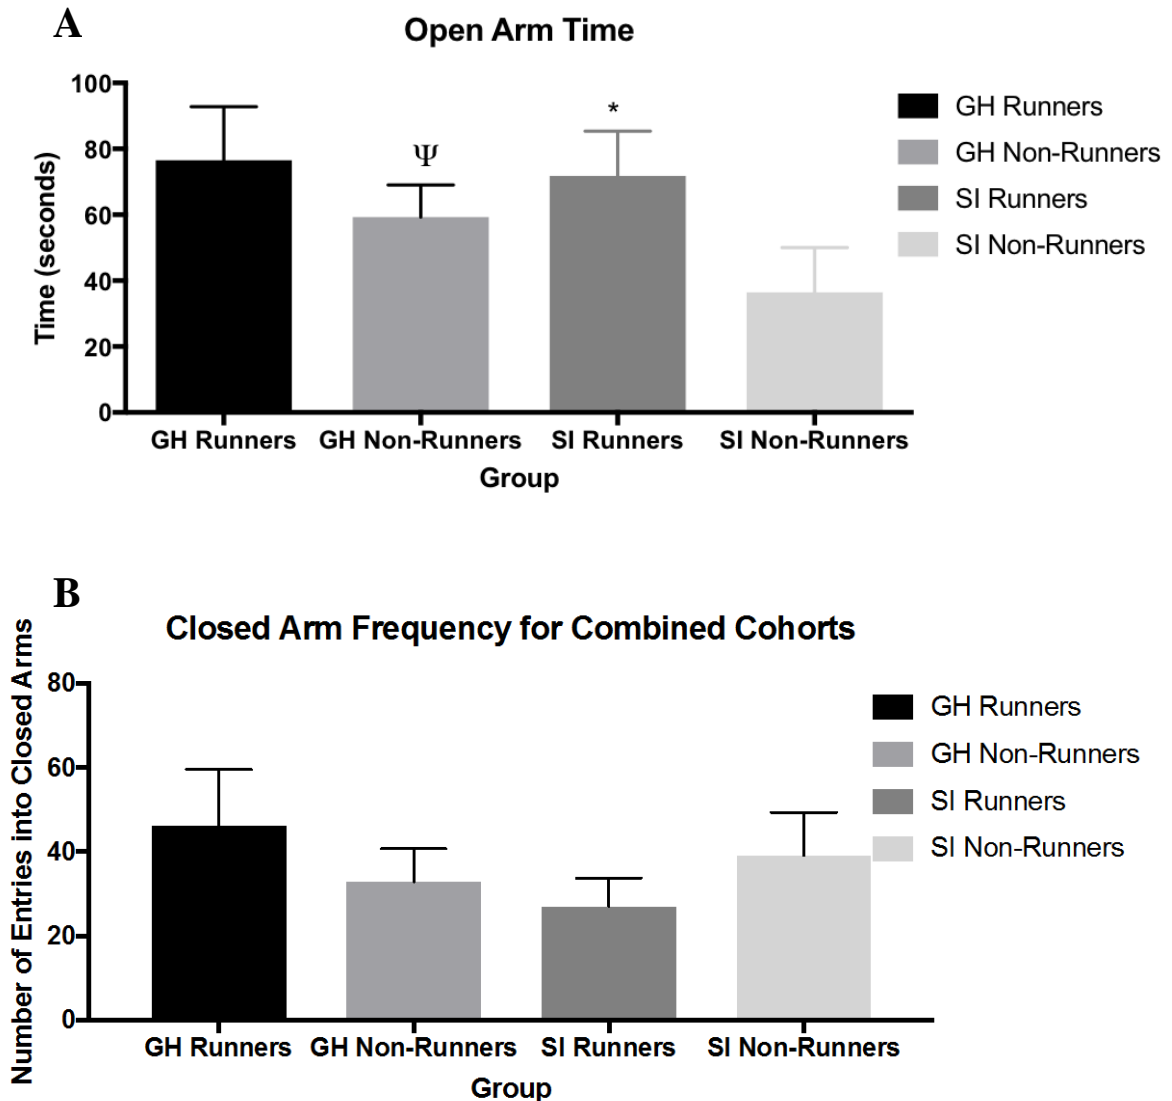 A
Open Arm Time
Time (seconds)
100
80
60
40
20
0
Ψ
*
GH Runners
GH Non-Runners
SI Runners
SI Non-Runners
GH Runners GH Non-Runners SI Runners SI Non-Runners
Group
B
Closed Arm Frequency for Combined Cohorts
Number of Entries into Closed Arms
80
60
40
20
0
GH Runners
GH Non-Runners
SI Runners
SI Non-Runners
GH Runners GH Non-Runners SI Runners SI Non-Runners
Group